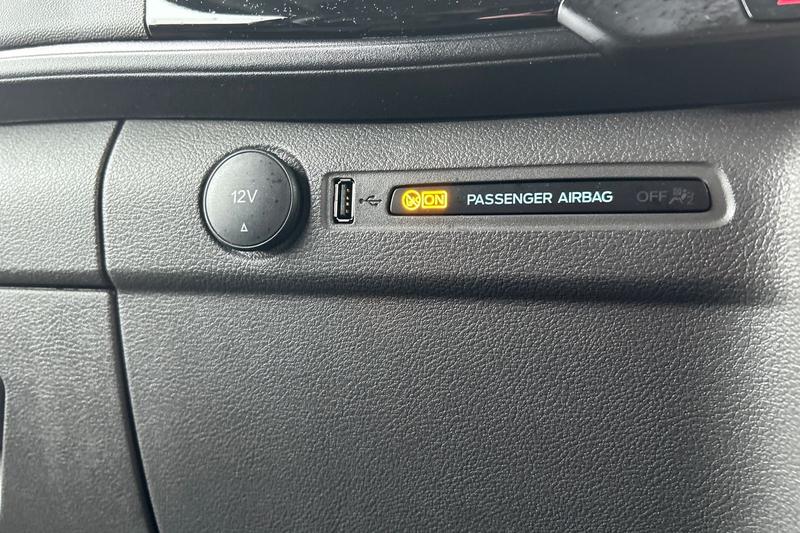 12V
ON PASSENGER AIRBAG OFF